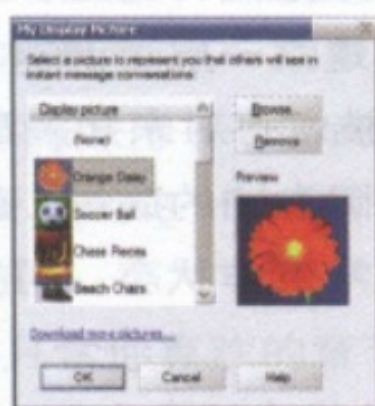 My Display Picture
Select a picture to represent you that others will see in
instant message conversations:
Display picture
Browse...
(None)
Remove
Orange Daisy
Preview
Soccer Ball
Chess Pieces
Beach Chairs
Download more pictures...
OK
Cancel
Help